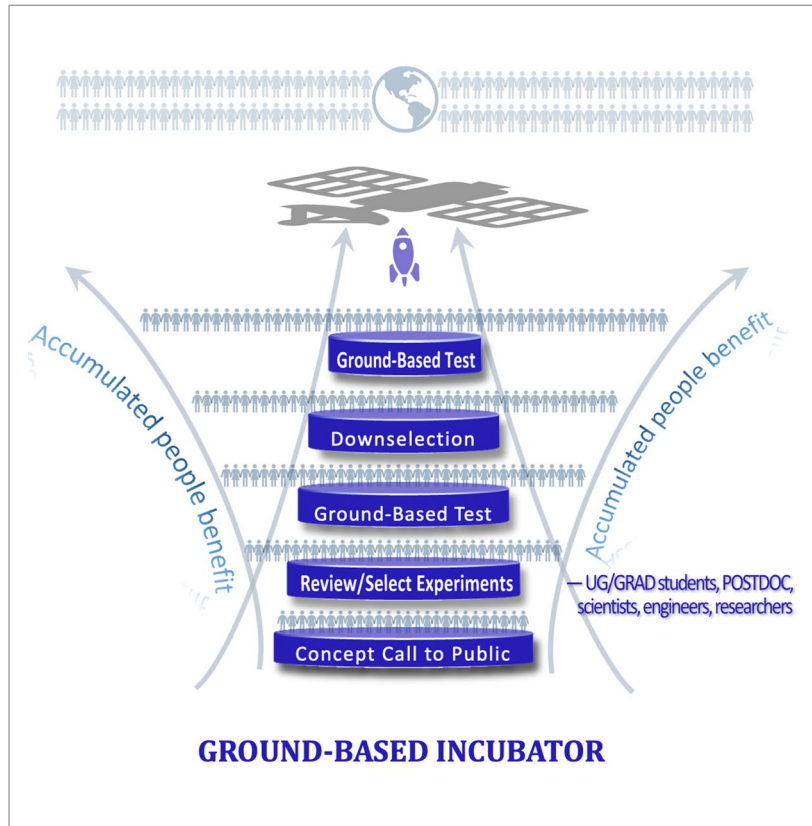 Accumulated people benefit
Accumulated people benefit
Ground-Based Test
Downselection
Ground-Based Test
Review/Select Experiments
— UG/GRAD students, POSTDOC,
scientists, engineers, researchers
Concept Call to Public
GROUND-BASED INCUBATOR